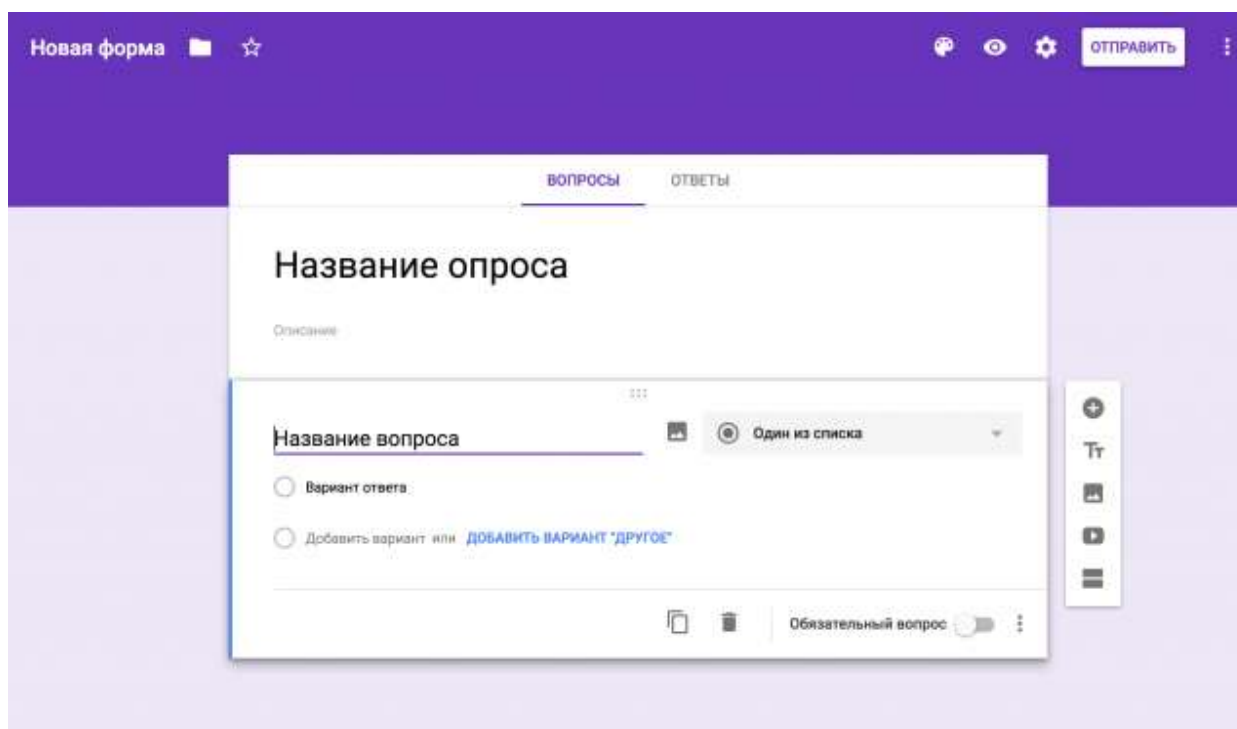 Новая форма
ОТПРАВИТЬ
ВОПРОСЫ ОТВЕТЫ
Название опроса
Описание
Название вопроса
Один из списка
Вариант ответа
Добавить вариант или ДОБАВИТЬ ВАРИАНТ "ДРУГОЕ"
Tт
Обязательный вопрос